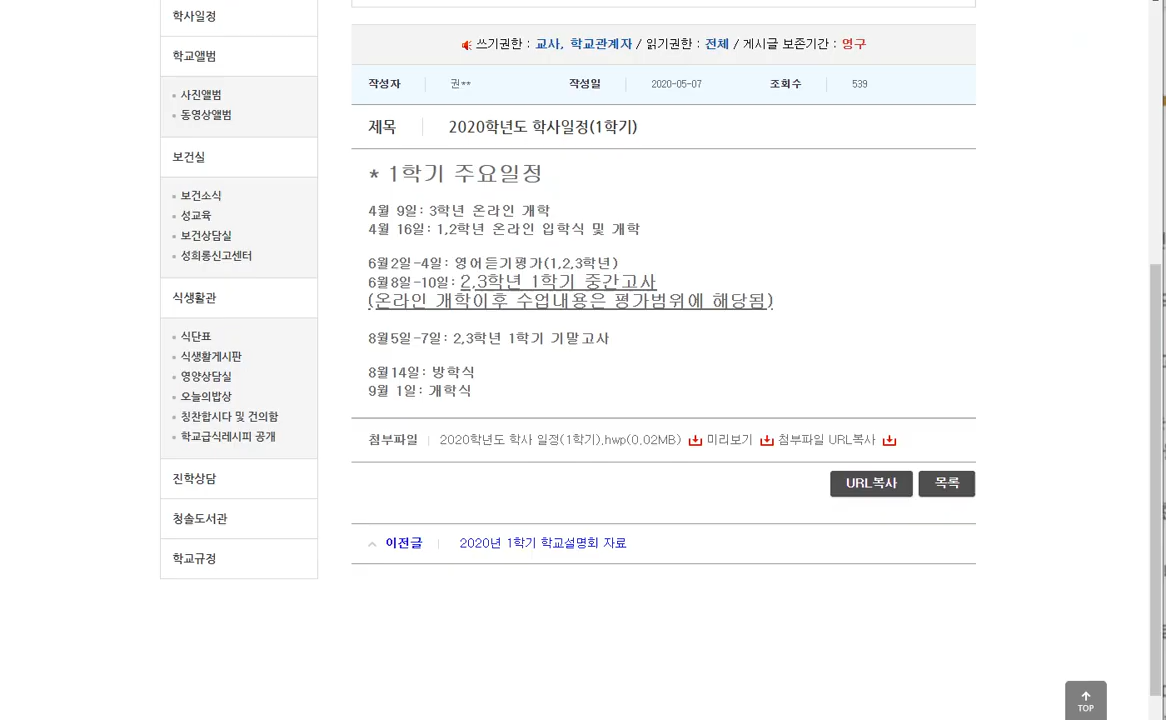 학사일정
학교앨범
사진앨범
동영상앨범
보건실
보건소식
성교육
보건상담실
성희롱신고센터
식생활관
식단표
식생활게시판
영양상담실
오늘의밥상
칭찬합시다 및 건의함
학교급식레시피 공개
진학상담
청솔도서관
학교규정
쓰기권한 : 교사, 학교관계자 / 읽기권한 : 전체 / 게시글 보존기간 : 영구
작성자 권** 작성일 2020-05-07 조회수 539
제목 2020학년도 학사일정(1학기)
* 1학기 주요일정
4월 9일: 3학년 온라인 개학
4월 16일: 1,2학년 온라인 입학식 및 개학
6월2일-4일: 영어듣기평가(1,2,3학년)
6월8일-10일: 2,3학년 1학기 중간고사
(온라인 개학이후 수업내용은 평가범위에 해당됨)
8월5일-7일: 2,3학년 1학기 기말고사
8월14일: 방학식
9월 1일: 개학식
첨부파일 2020학년도 학사 일정(1학기).hwp(0.02MB) 미리보기 첨부파일 URL복사
URL복사 목록
이전글 2020년 1학기 학교설명회 자료
TOP